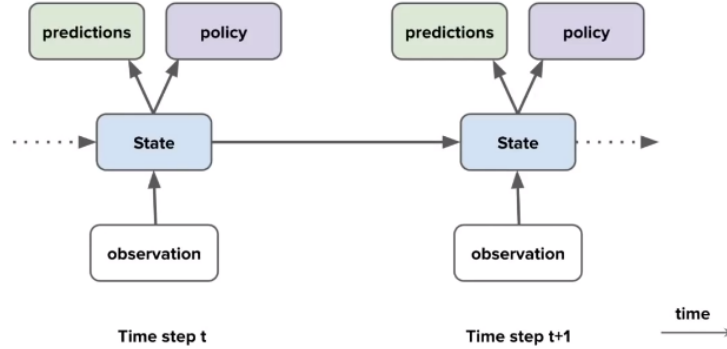 predictions
policy
predictions
policy
State
State
observation
observation
time
Time step t
Time step t+1